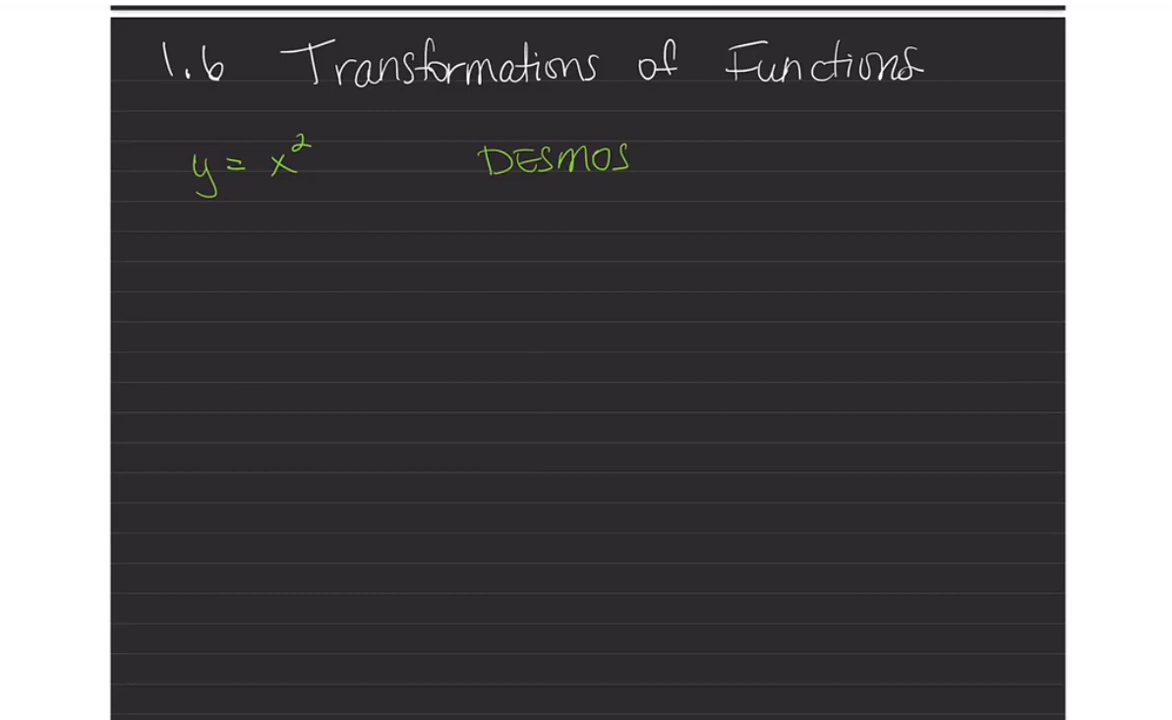 1.6 Transformations of Functions
y = x² DESMOS